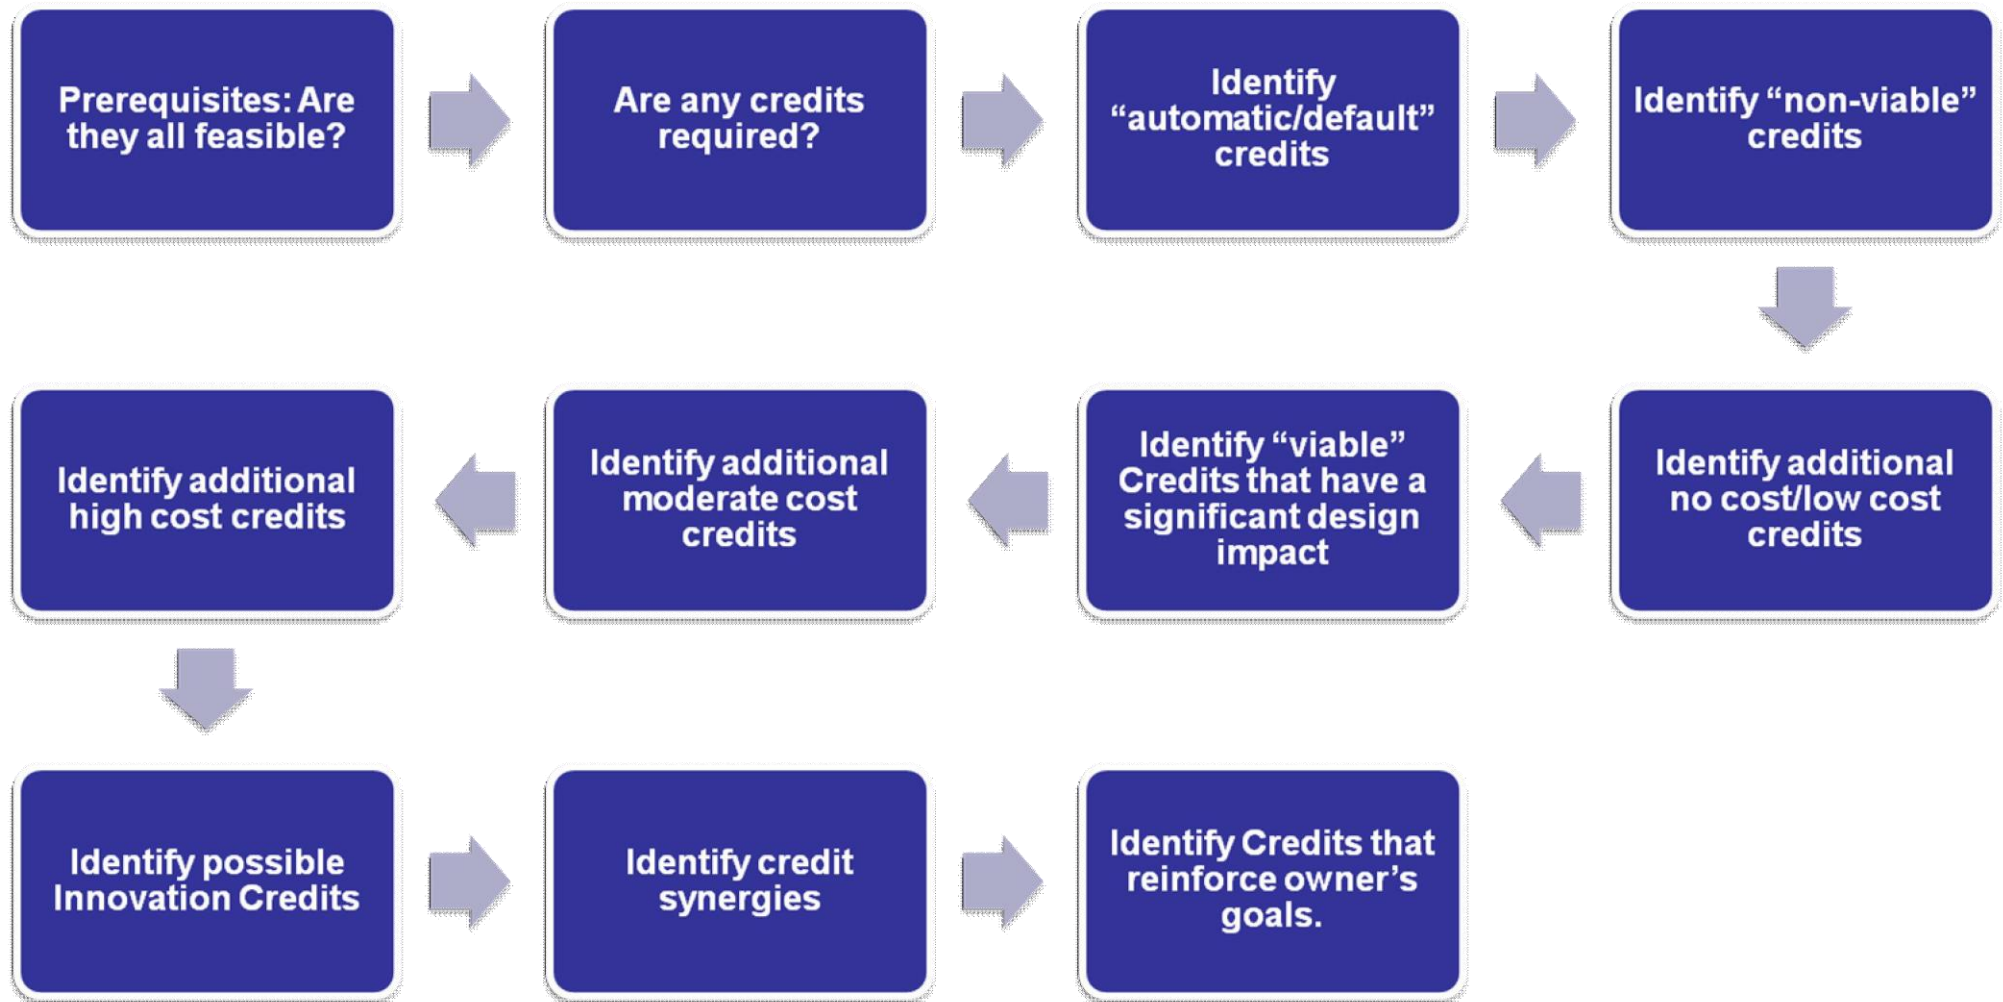 Prerequisites: Are
they all feasible?
Are any credits
required?
Identify
“automatic/default”
credits
Identify “non-viable”
credits
Identify additional
no cost/low cost
credits
Identify “viable”
Credits that have a
significant design
impact
Identify additional
moderate cost
credits
Identify additional
high cost credits
Identify possible
Innovation Credits
Identify credit
synergies
Identify Credits that
reinforce owner’s
goals.